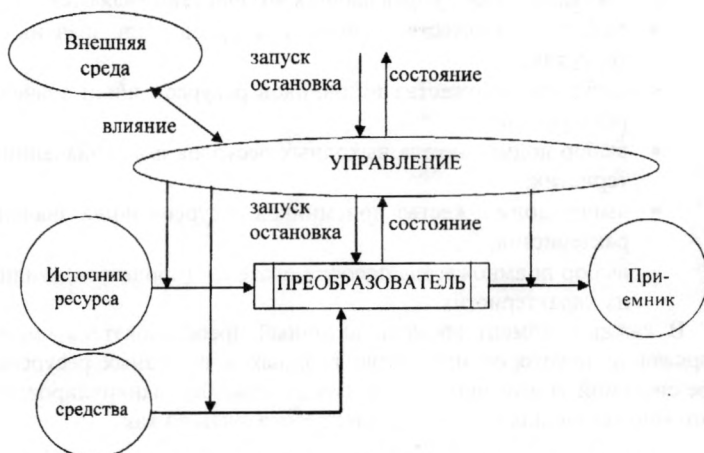 Внешняя
среда
запуск
остановка
состояние
влияние
УПРАВЛЕНИЕ
запуск
остановка
состояние
Источник
ресурса
ПРЕОБРАЗОВАТЕЛЬ
При-
емник
средства